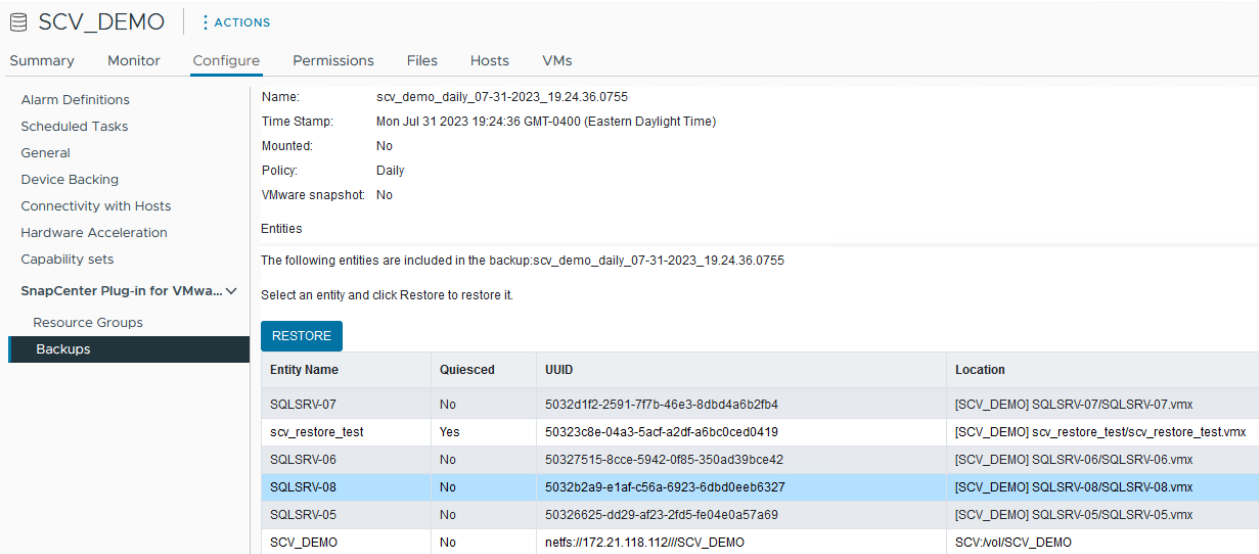 SCV_DEMO ACTIONS
Summary Monitor Configure Permissions Files Hosts VMs
Alarm Definitions
Scheduled Tasks
General
Device Backing
Connectivity with Hosts
Hardware Acceleration
Capability sets
SnapCenter Plug-in for VMwa...
Resource Groups
Backups
Name: scv_demo_daily_07-31-2023_19.24.36.0755
Time Stamp: Mon Jul 31 2023 19:24:36 GMT-0400 (Eastern Daylight Time)
Mounted: No
Policy: Daily
VMware snapshot: No
Entities
The following entities are included in the backup:scv_demo_daily_07-31-2023_19.24.36.0755
Select an entity and click Restore to restore it.
RESTORE
Entity Name Quiesced UUID Location
SQLSRV-07 No 5032d1f2-2591-7f7b-46e3-8dbd4a6b2fb4 [SCV_DEMO] SQLSRV-07/SQLSRV-07.vmx
scv_restore_test Yes 50323c8e-04a3-5acf-a2df-a6bc0ced0419 [SCV_DEMO] scv_restore_test/scv_restore_test.vmx
SQLSRV-06 No 50327515-8cce-5942-0f85-350ad39bce42 [SCV_DEMO] SQLSRV-06/SQLSRV-06.vmx
SQLSRV-08 No 5032b2a9-e1af-c56a-6923-6dbd0eeb6327 [SCV_DEMO] SQLSRV-08/SQLSRV-08.vmx
SQLSRV-05 No 50326625-dd29-af23-2fd5-fe04e0a57a69 [SCV_DEMO] SQLSRV-05/SQLSRV-05.vmx
SCV_DEMO No netfs://172.21.118.112///SCV_DEMO SCV:/vol/SCV_DEMO